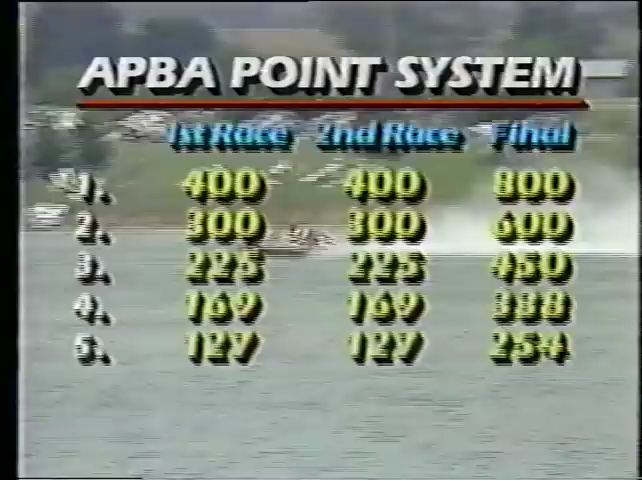 APBA POINT SYSTEM
1st Race 2nd Race Final
1. 400 400 800
2. 300 300 600
3. 225 225 450
4. 169 169 338
5. 127 127 254